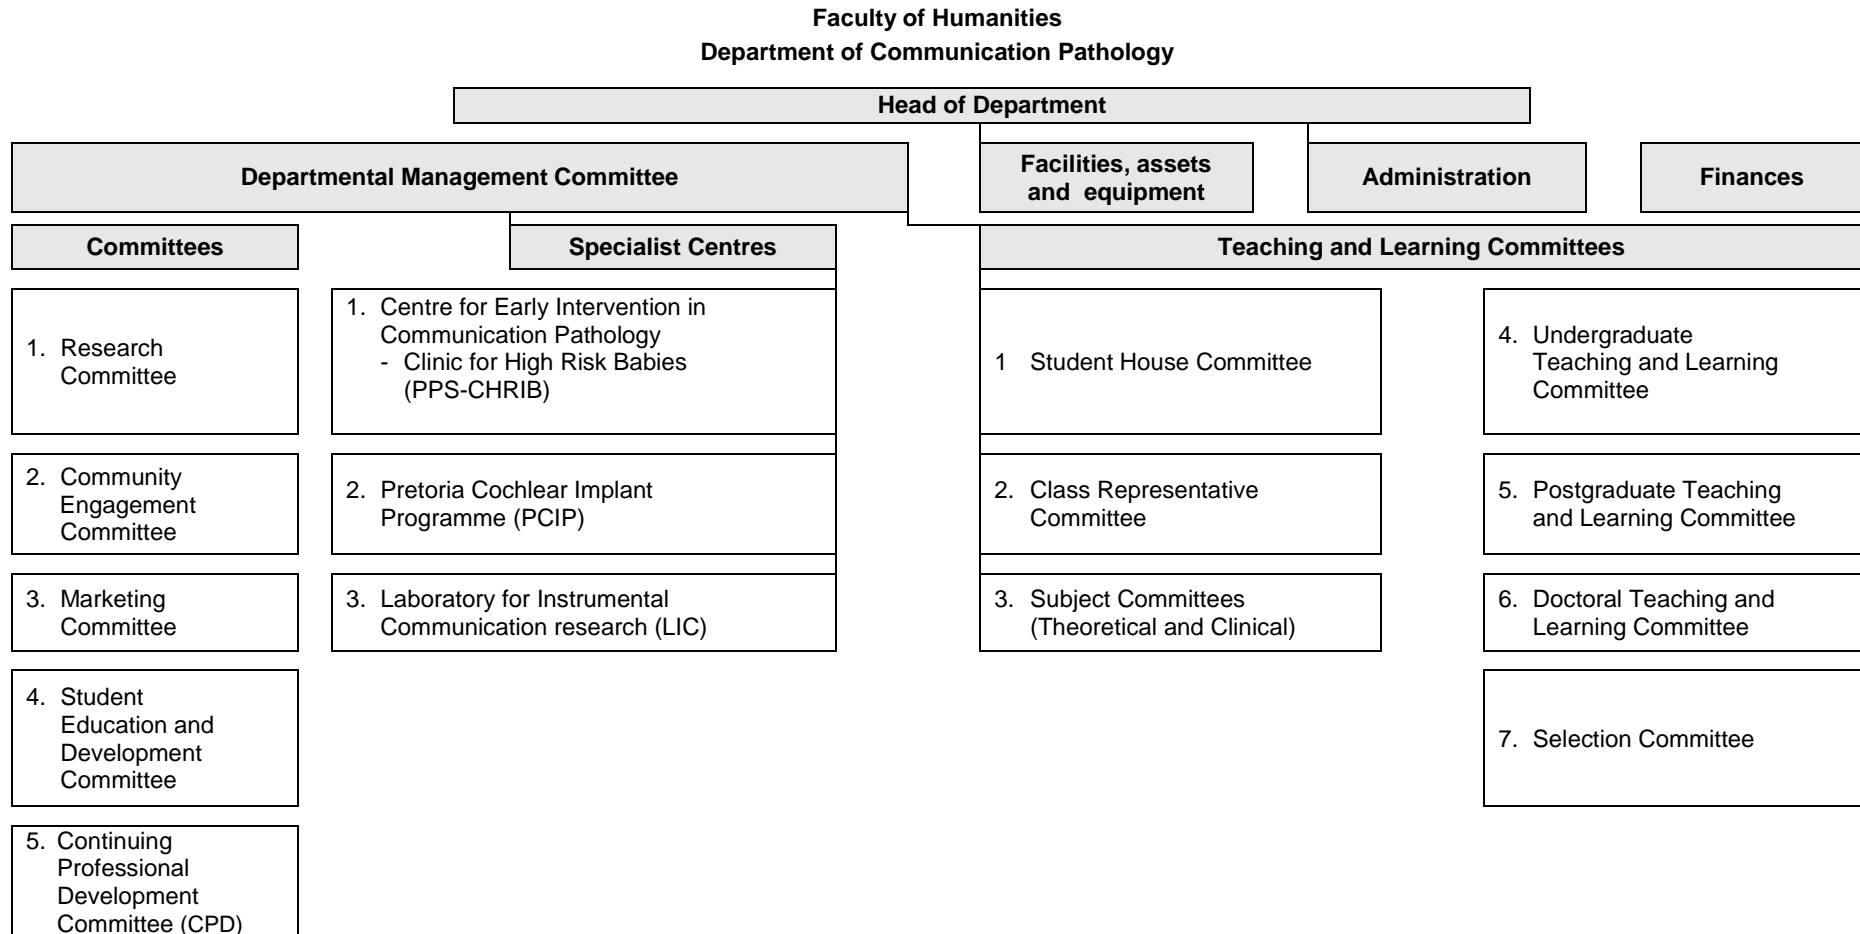 Faculty of Humanities
Department of Communication Pathology
Head of Department
Departmental Management Committee
Facilities, assets
and equipment
Administration
Finances
Committees
Specialist Centres
Teaching and Learning Committees
1. Research
Committee
2. Community
Engagement
Committee
3. Marketing
Committee
4. Student
Education and
Development
Committee
5. Continuing
Professional
Development
Committee (CPD)
1. Centre for Early Intervention in
Communication Pathology
- Clinic for High Risk Babies
(PPS-CHRIB)
2. Pretoria Cochlear Implant
Programme (PCIP)
3. Laboratory for Instrumental
Communication research (LIC)
1 Student House Committee
2. Class Representative
Committee
3. Subject Committees
(Theoretical and Clinical)
4. Undergraduate
Teaching and Learning
Committee
5. Postgraduate Teaching
and Learning Committee
6. Doctoral Teaching and
Learning Committee
7. Selection Committee